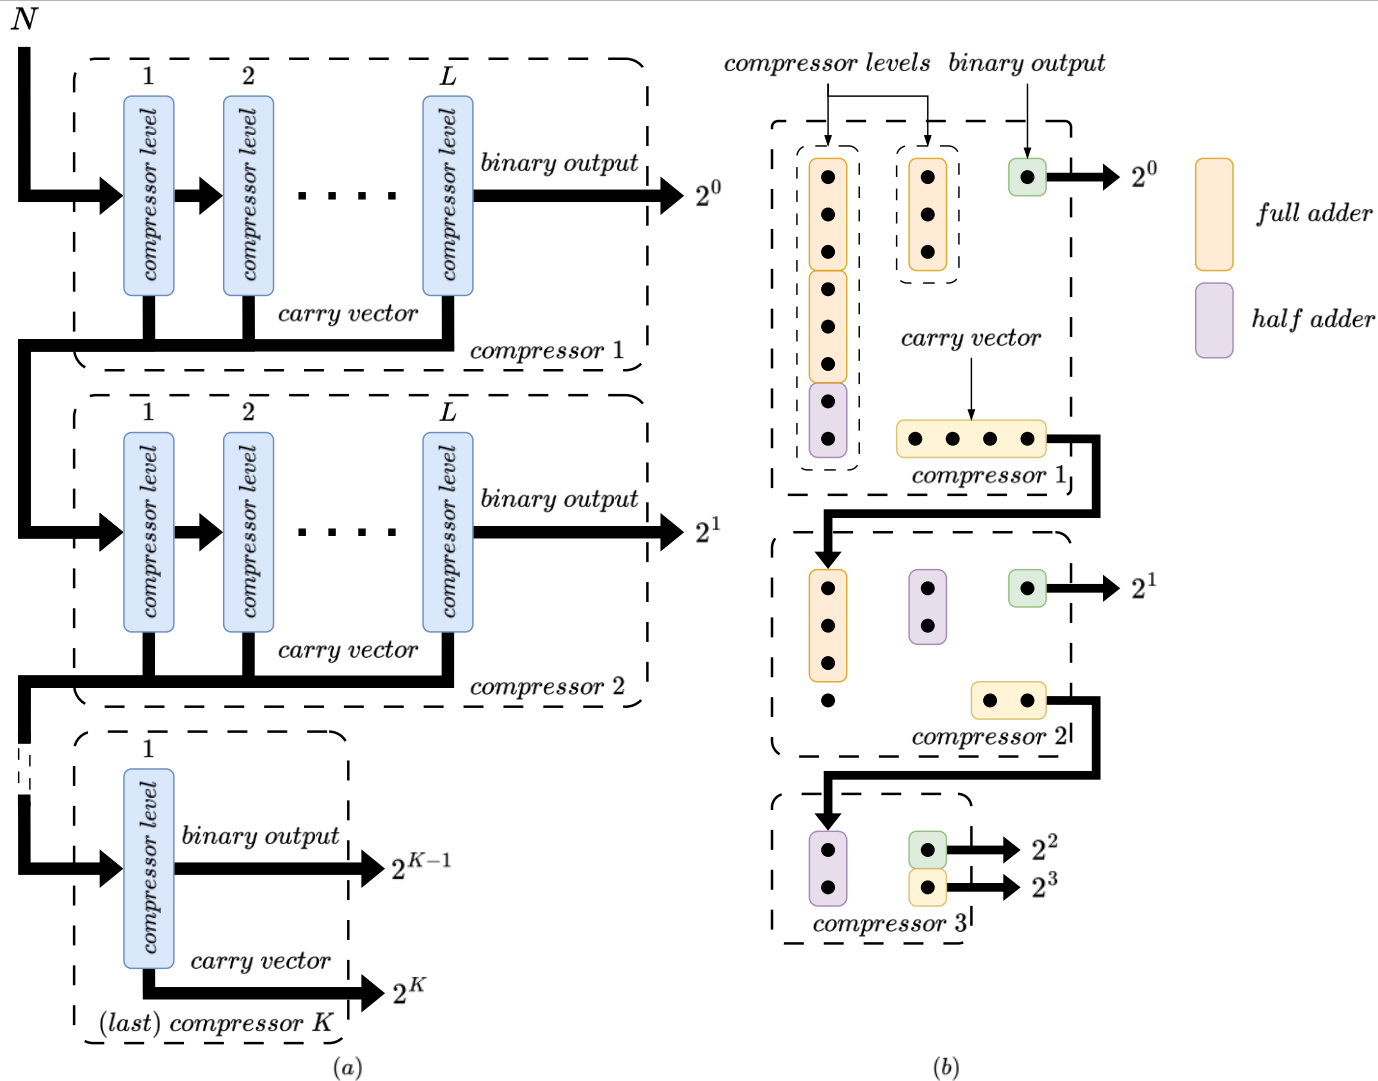 N
1 2 L
compressor level compressor level compressor level
binary output
2^0
carry vector
compressor 1
1 2 L
compressor level compressor level compressor level
binary output
2^1
carry vector
compressor 2
1
compressor level
binary output
2^{K-1}
carry vector
2^K
(last) compressor K
(a)
compressor levels binary output
2^0
carry vector
compressor 1
2^1
compressor 2
2^2
2^3
compressor 3
full adder
half adder
(b)